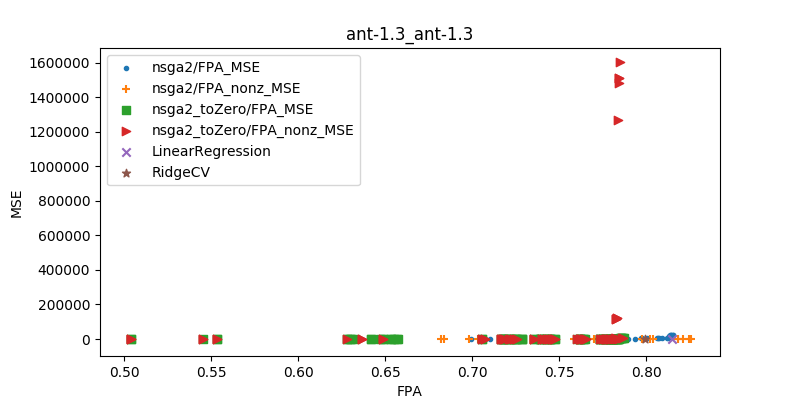 ant-1.3_ant-1.3
nsga2/FPA_MSE
nsga2/FPA_nonz_MSE
nsga2_toZero/FPA_MSE
nsga2_toZero/FPA_nonz_MSE
LinearRegression
RidgeCV
MSE
1600000
1400000
1200000
1000000
800000
600000
400000
200000
0
0.50 0.55 0.60 0.65 0.70 0.75 0.80
FPA